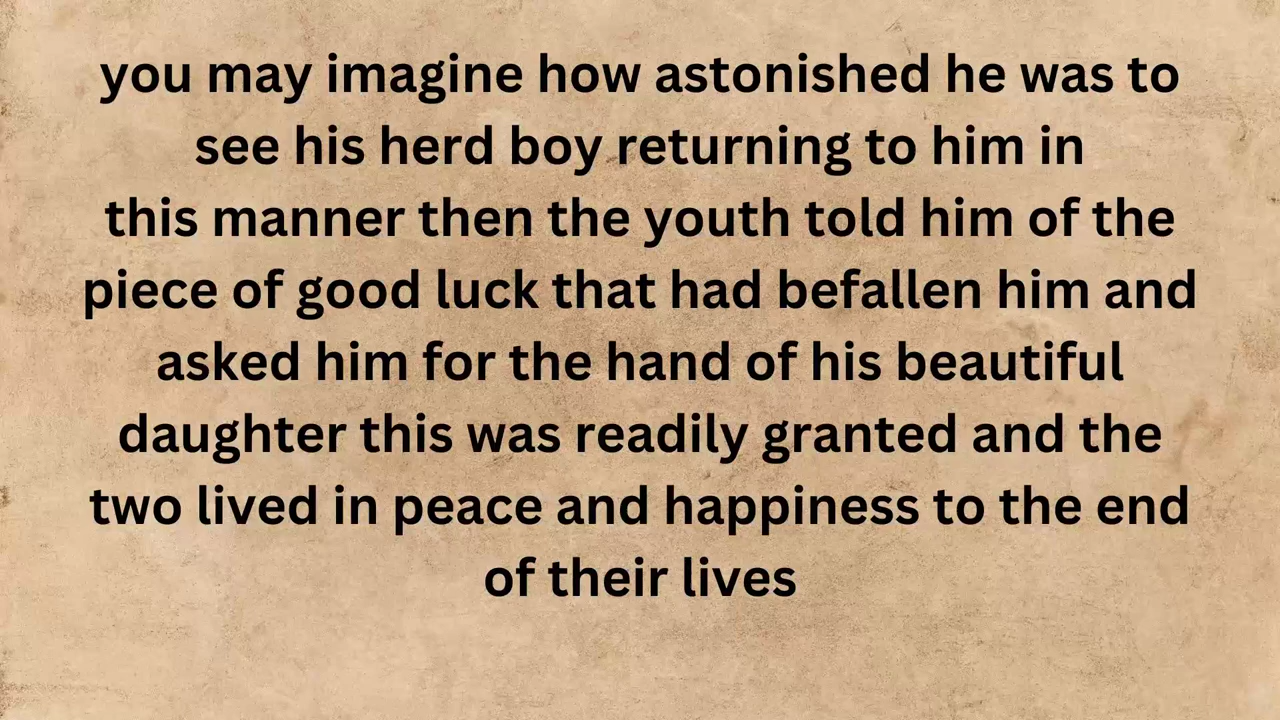 you may imagine how astonished he was to
see his herd boy returning to him in
this manner then the youth told him of the
piece of good luck that had befallen him and
asked him for the hand of his beautiful
daughter this was readily granted and the
two lived in peace and happiness to the end
of their lives